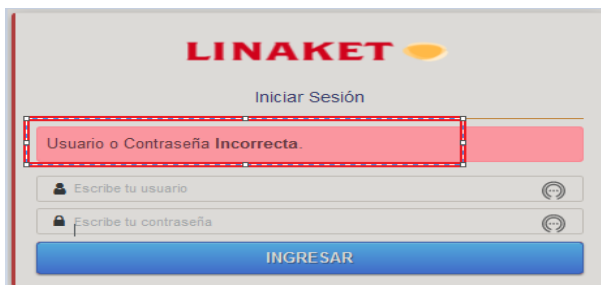 LINAKET
Iniciar Sesión
Usuario o Contraseña Incorrecta.
Escribe tu usuario
Escribe tu contraseña
INGRESAR